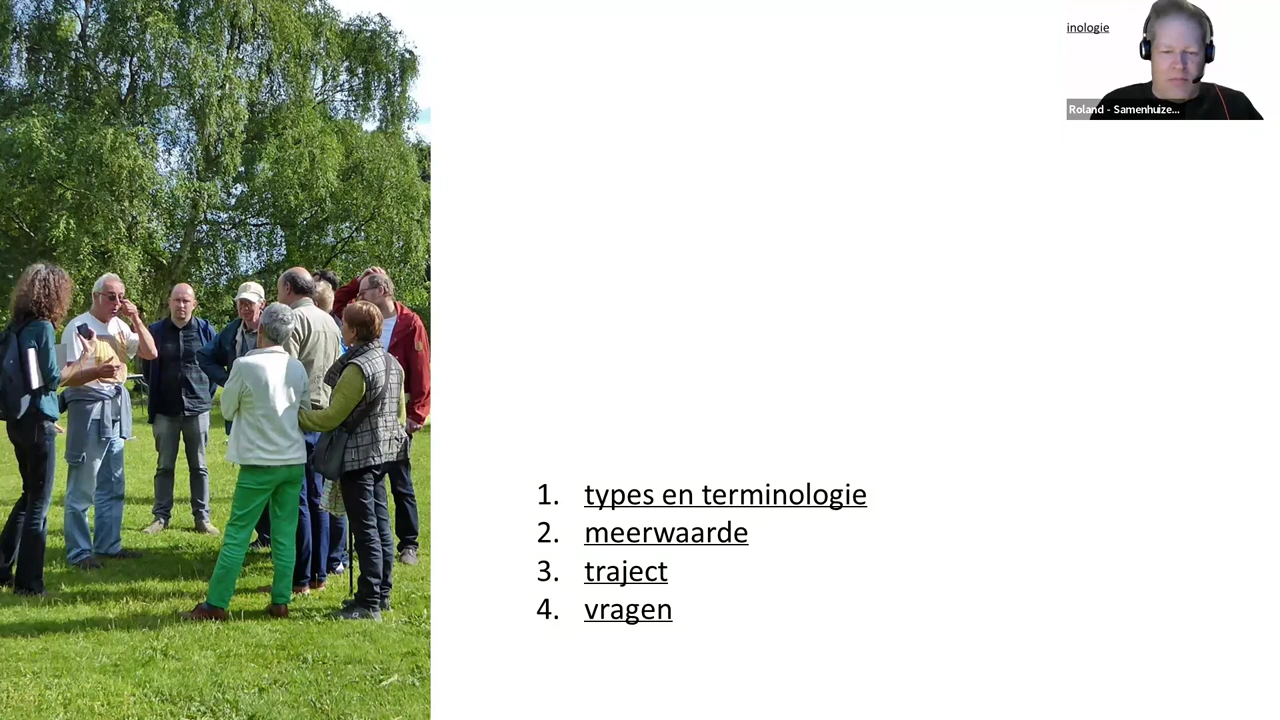 inologie
Roland - Samenhuize...
1. types en terminologie
2. meerwaarde
3. traject
4. vragen